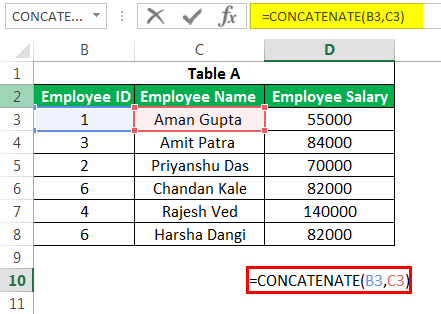 CONCATE... =CONCATENATE(B3,C3)
B C D
1 Table A
2 Employee ID Employee Name Employee Salary
3 1 Aman Gupta 55000
4 3 Amit Patra 84000
5 2 Priyanshu Das 70000
6 6 Chandan Kale 82000
7 4 Rajesh Ved 140000
8 6 Harsha Dangi 82000
9
10 =CONCATENATE(B3,C3)
11